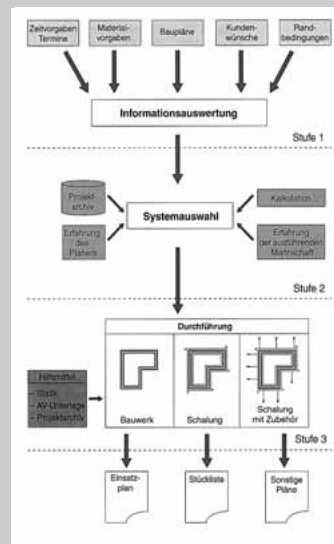 Zeitvorgaben
Termine
Material-
vorgaben
Baupläne
Kunden-
wünsche
Rand-
bedingungen
Informationsauswertung
Stufe 1
Projekt-
archiv
Kalkulation
Systemauswahl
Erfahrung
des
Planers
Erfahrung
der ausführenden
Mannschaft
Stufe 2
Durchführung
Hilfsmittel
– Statik
– AV-Unterlage
– Projektarchiv
Bauwerk
Schalung
Schalung
mit Zubehör
Stufe 3
Einsatz-
plan
Stückliste
Sonstige
Pläne